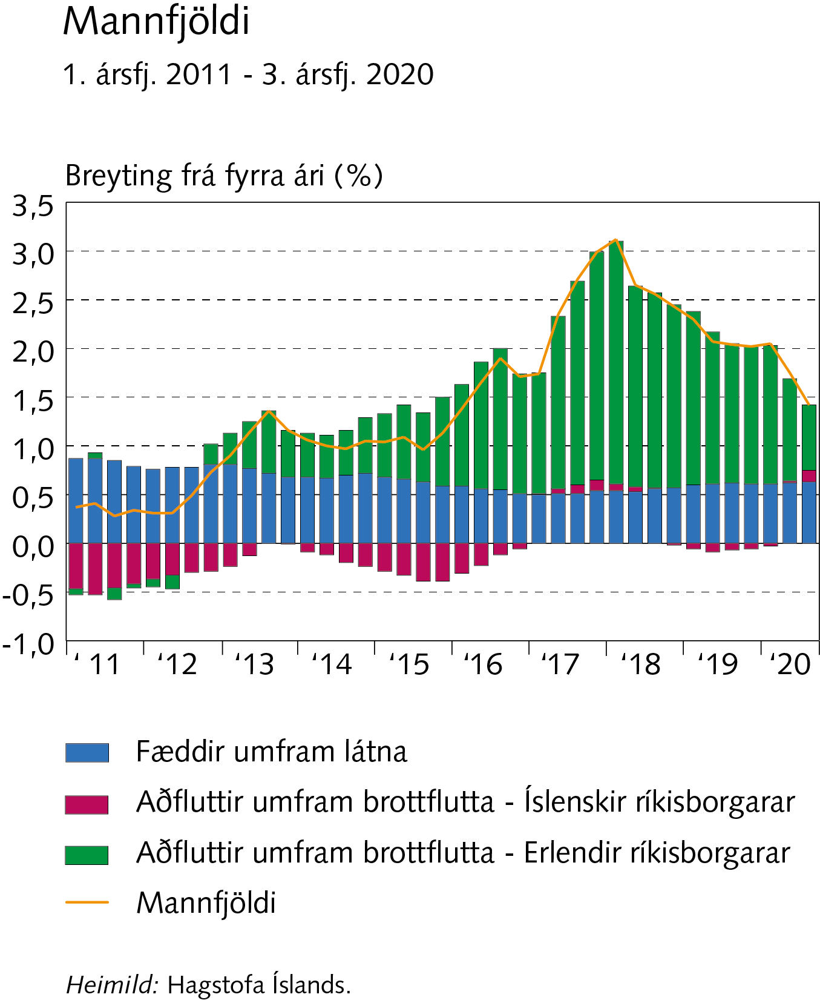 Mannfjöldi
1. ársfj. 2011 - 3. ársfj. 2020
Breyting frá fyrra ári (%)
3,5
3,0
2,5
2,0
1,5
1,0
0,5
0,0
-0,5
-1,0
‘ 11 ‘12 ‘13 ‘14 ‘15 ‘16 ‘17 ‘18 ‘19 ‘20
Fæddir umfram látna
Aðfluttir umfram brottflutta - Íslenskir ríkisborgarar
Aðfluttir umfram brottflutta - Erlendir ríkisborgarar
Mannfjöldi
Heimild: Hagstofa Íslands.